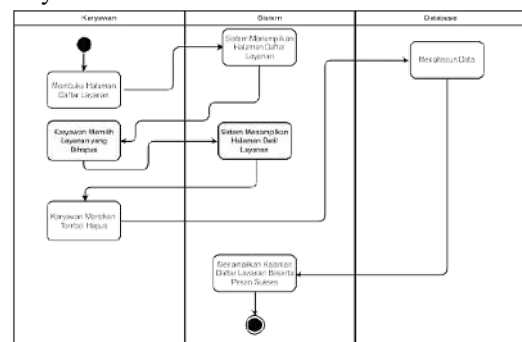 Karyawan
Sistem
Database
Sistem Menampilkan
Halaman Daftar
Layanan
Menghapus Data
Membuka Halaman
Daftar Layanan
Karyawan Memilih
Layanan yang
Dihapus
Sistem Menampilkan
Halaman Detil
Layanan
Karyawan Menekan
Tombol Hapus
Menampilkan Halaman
Daftar Layanan Beserta
Pesan Sukses